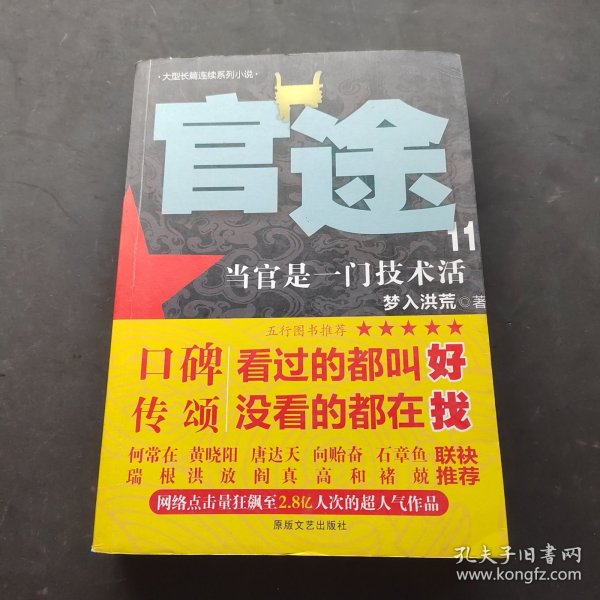 ·大型长篇连续系列小说·
官途
11
当官是一门技术活
梦入洪荒◎著
五行图书推荐 ★★★★★
口碑传颂
看过的都叫好
没看的都在找
何常在 黄晓阳 唐达天 向贻奋 石章鱼
瑞根 洪放 阎真 高和 褚兢
联袂推荐
网络点击量狂飙至2.8亿人次的超人气作品
原版文艺出版社
孔夫子旧书网
www.kongfz.com